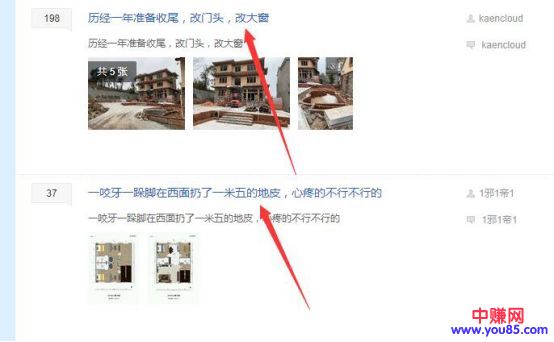 198
历经一年准备收尾，改门头，改大窗
kaencloud
历经一年准备收尾，改门头，改大窗
kaencloud
共 5 张
37
一咬牙一跺脚在西面扔了一米五的地皮，心疼的不行不行的
1邪1帝1
一咬牙一跺脚在西面扔了一米五的地皮，心疼的不行不行的
1邪1帝1
中赚网
www.you85.com